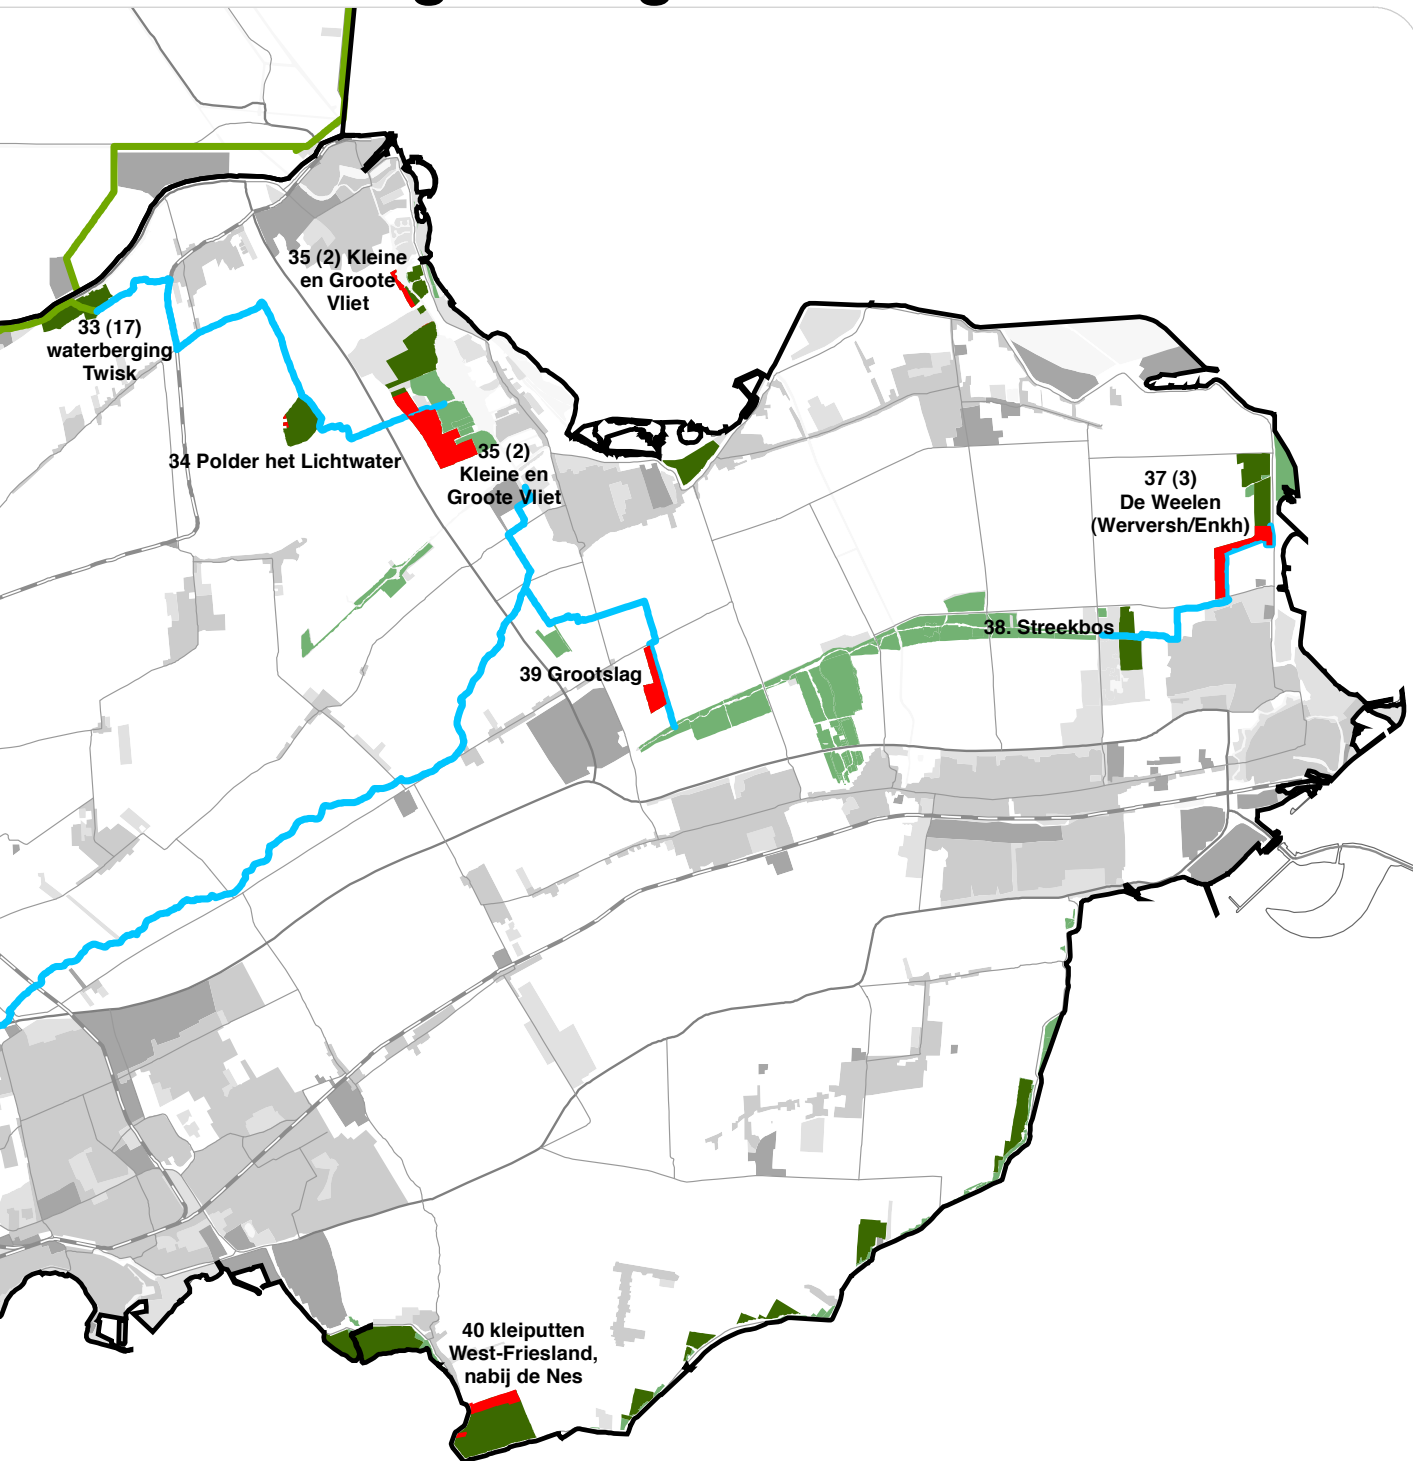 35 (2) Kleine
en Groote
Vliet
33 (17)
waterberging
Twisk
34 Polder het Lichtwater
35 (2)
Kleine en
Groote Vliet
37 (3)
De Weelen
(Werversh/Enkh)
38. Streekbos
39 Grootslag
40 kleiputten
West-Friesland,
nabij de Nes